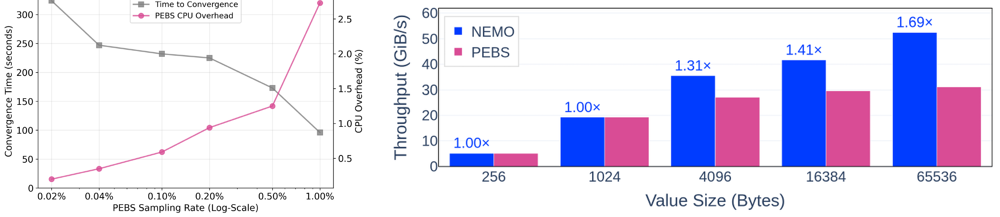 Time to Convergence
PEBS CPU Overhead
Convergence Time (seconds)
300
250
200
150
100
50
0
2.5
2.0
1.5
1.0
0.5
CPU Overhead (%)
0.02% 0.04% 0.10% 0.20% 0.50% 1.00%
PEBS Sampling Rate (Log-Scale)
Throughput (GiB/s)
60
50
40
30
20
10
0
NEMO
PEBS
1.00×
1.00×
1.31×
1.41×
1.69×
256 1024 4096 16384 65536
Value Size (Bytes)